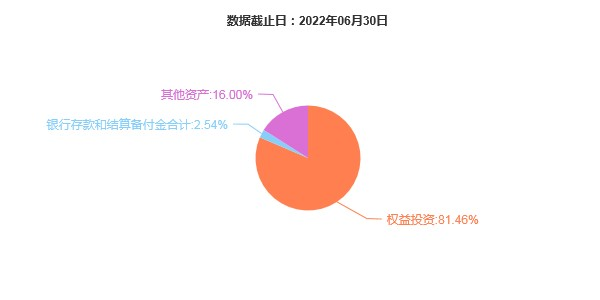 数据截止日：2022年06月30日
其他资产:16.00%
银行存款和结算备付金合计:2.54%
权益投资:81.46%